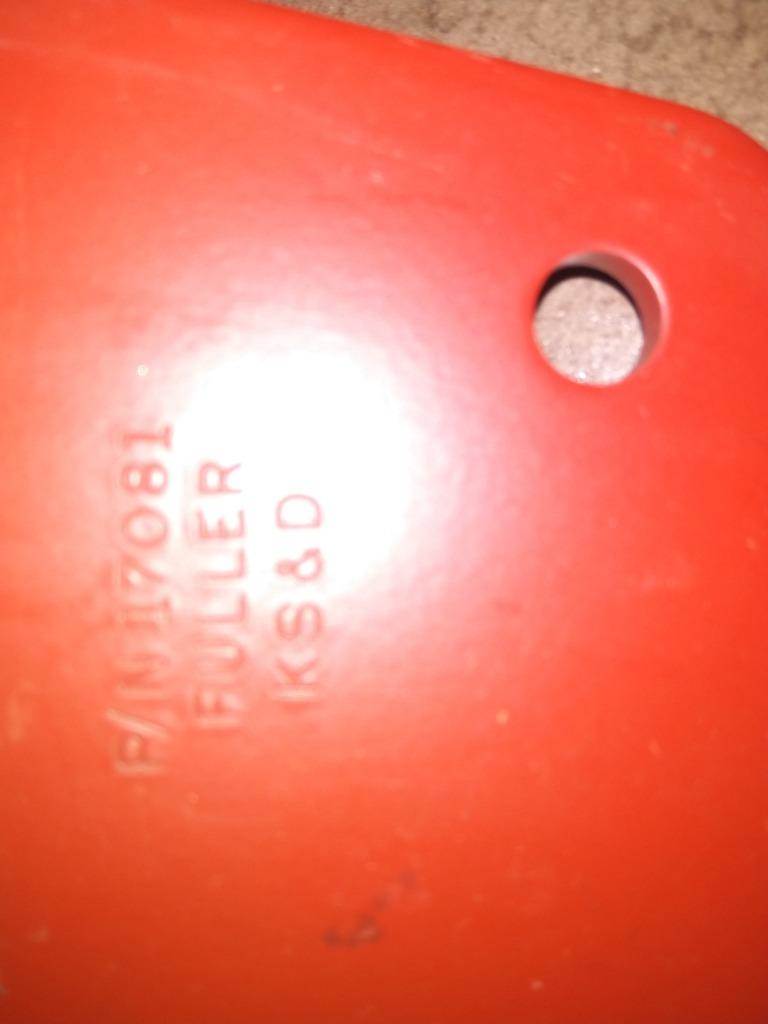 P/N 17081
FULLER
KS&D